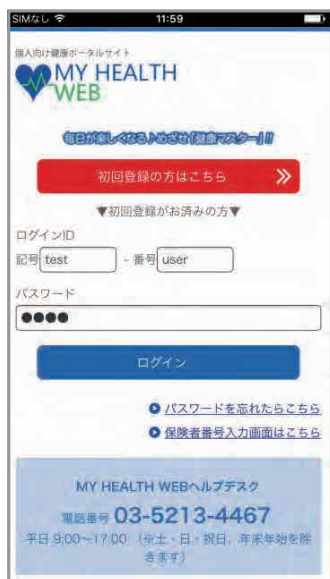 SIMなし 11:59
個人向け健康ポータルサイト
MY HEALTH
WEB
毎日が楽しくなる♪めざせ「健康マスター」!!
初回登録の方はこちら
▼初回登録がお済みの方▼
ログインID
記号 test - 番号 user
パスワード
●●●●
ログイン
パスワードを忘れたらこちら
保険者番号入力画面はこちら
MY HEALTH WEBヘルプデスク
電話番号 03-5213-4467
平日 9:00～17:00 (※土・日・祝日、年末年始を除
きます)